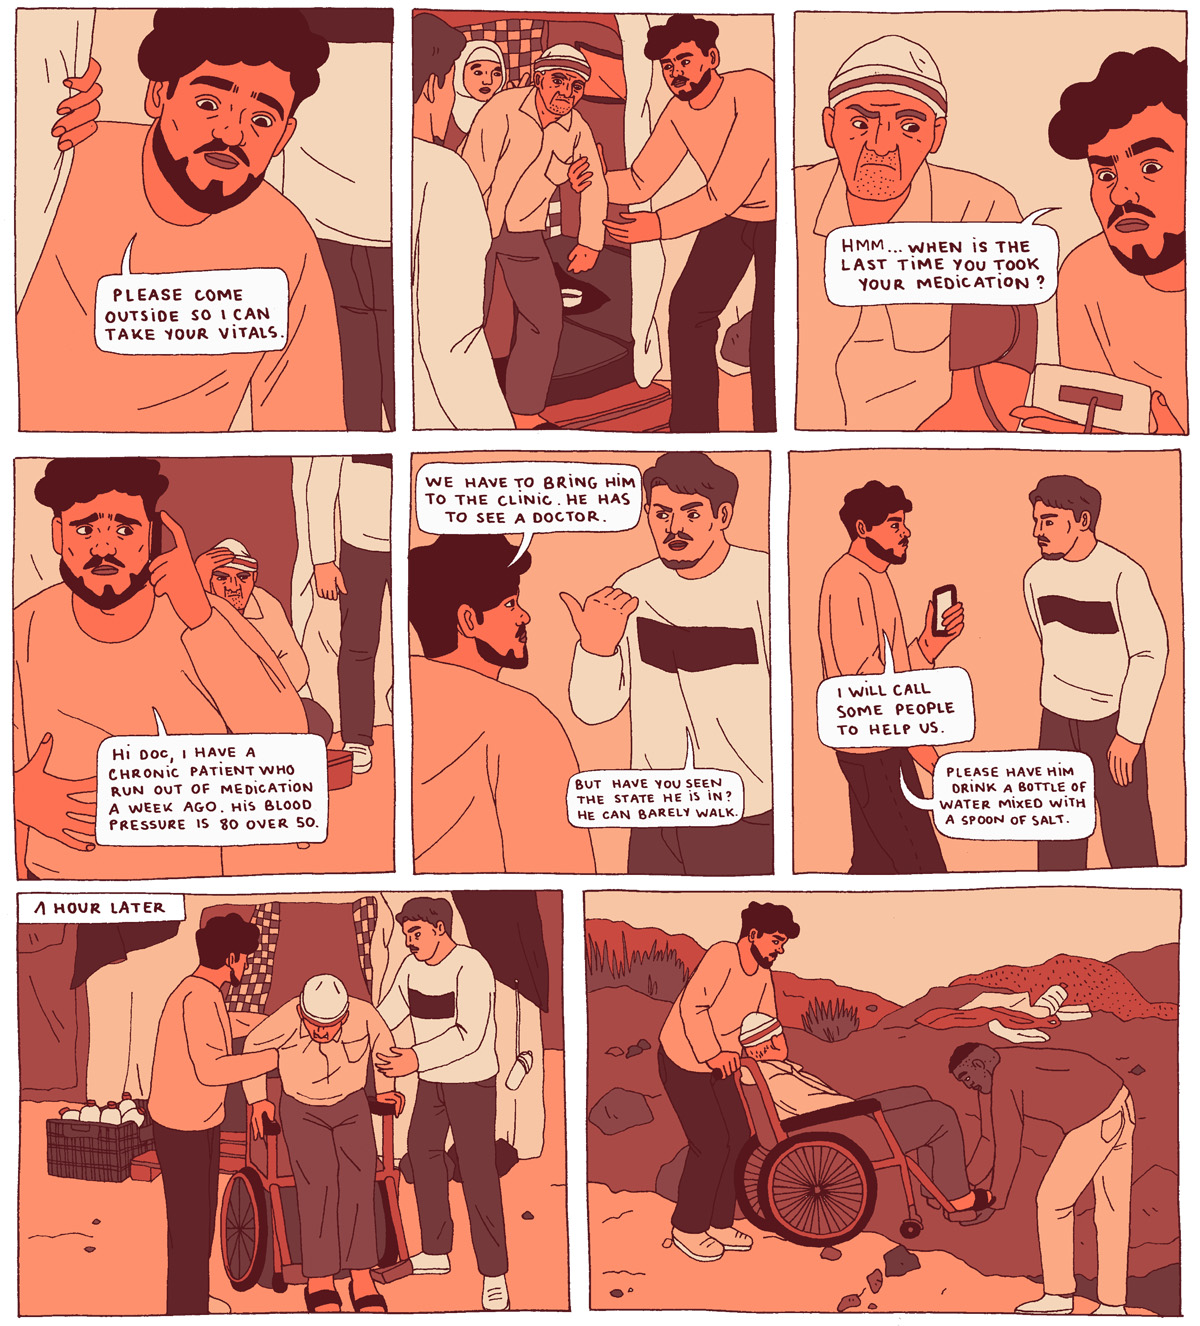 PLEASE COME
OUTSIDE SO I CAN
TAKE YOUR VITALS.
HMM... WHEN IS THE
LAST TIME YOU TOOK
YOUR MEDICATION?
HI DOC, I HAVE A
CHRONIC PATIENT WHO
RUN OUT OF MEDICATION
A WEEK AGO. HIS BLOOD
PRESSURE IS 80 OVER 50.
WE HAVE TO BRING HIM
TO THE CLINIC. HE HAS
TO SEE A DOCTOR.
BUT HAVE YOU SEEN
THE STATE HE IS IN?
HE CAN BARELY WALK.
I WILL CALL
SOME PEOPLE
TO HELP US.
PLEASE HAVE HIM
DRINK A BOTTLE OF
WATER MIXED WITH
A SPOON OF SALT.
1 HOUR LATER